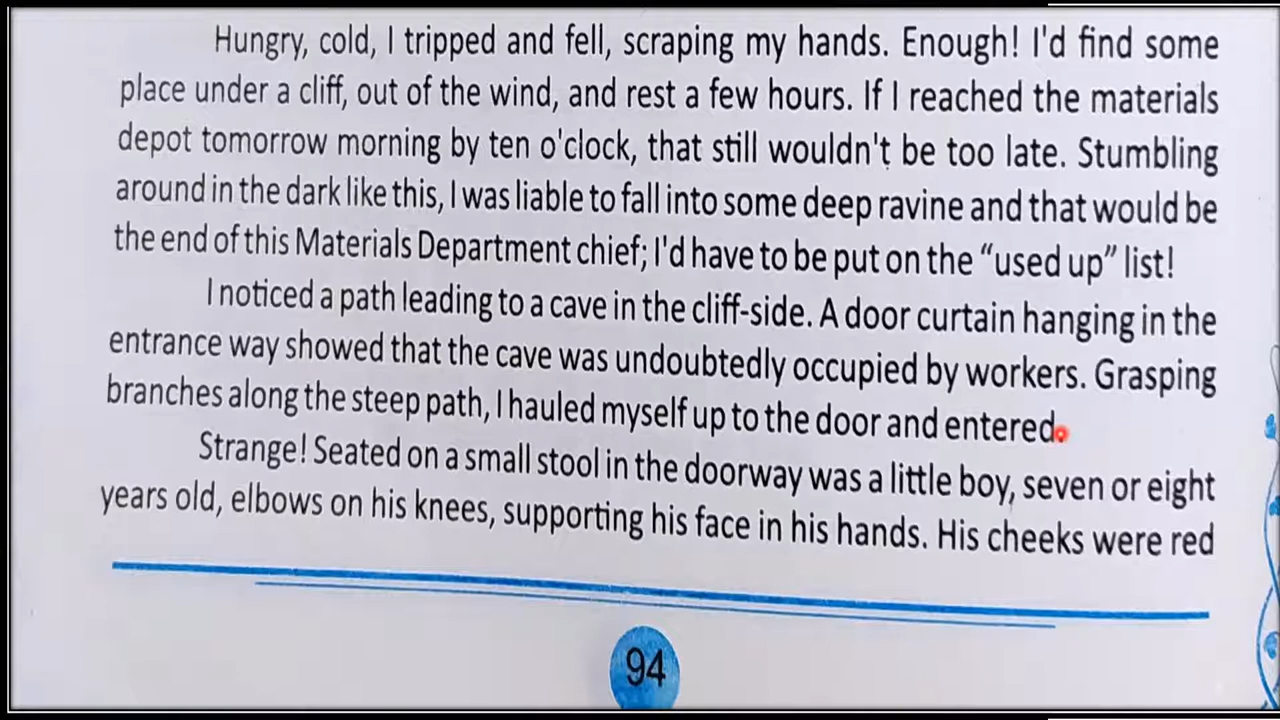 Hungry, cold, I tripped and fell, scraping my hands. Enough! I'd find some
place under a cliff, out of the wind, and rest a few hours. If I reached the materials
depot tomorrow morning by ten o'clock, that still wouldn't be too late. Stumbling
around in the dark like this, I was liable to fall into some deep ravine and that would be
the end of this Materials Department chief; I'd have to be put on the “used up” list!
I noticed a path leading to a cave in the cliff-side. A door curtain hanging in the
entrance way showed that the cave was undoubtedly occupied by workers. Grasping
branches along the steep path, I hauled myself up to the door and entered.
Strange! Seated on a small stool in the doorway was a little boy, seven or eight
years old, elbows on his knees, supporting his face in his hands. His cheeks were red
94